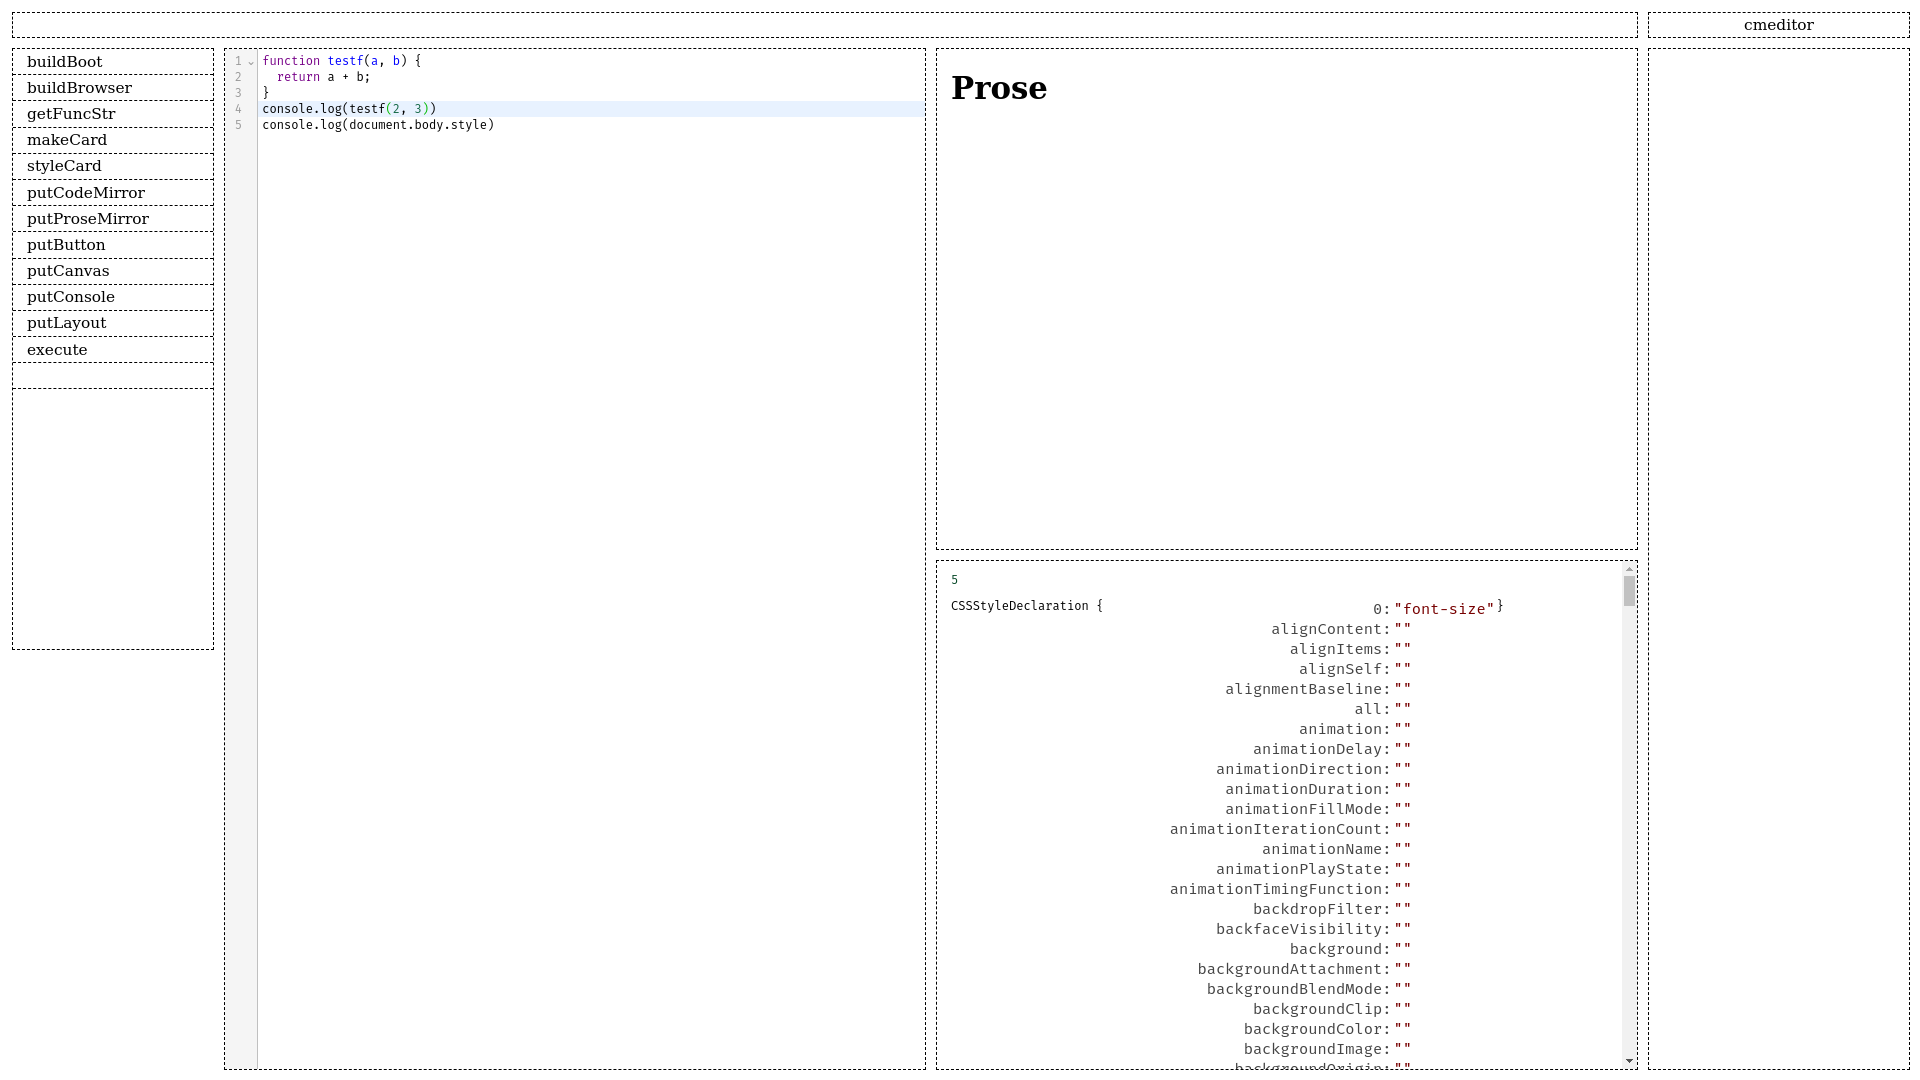 cmeditor
buildBoot
buildBrowser
getFuncStr
makeCard
styleCard
putCodeMirror
putProseMirror
putButton
putCanvas
putConsole
putLayout
execute
1 function testf(a, b) {
2   return a + b;
3 }
4 console.log(testf(2, 3))
5 console.log(document.body.style)
Prose
5
CSSStyleDeclaration { 0: "font-size" }
alignContent: ""
alignItems: ""
alignSelf: ""
alignmentBaseline: ""
all: ""
animation: ""
animationDelay: ""
animationDirection: ""
animationDuration: ""
animationFillMode: ""
animationIterationCount: ""
animationName: ""
animationPlayState: ""
animationTimingFunction: ""
backdropFilter: ""
backfaceVisibility: ""
background: ""
backgroundAttachment: ""
backgroundBlendMode: ""
backgroundClip: ""
backgroundColor: ""
backgroundImage: ""
backgroundOrigin: ""